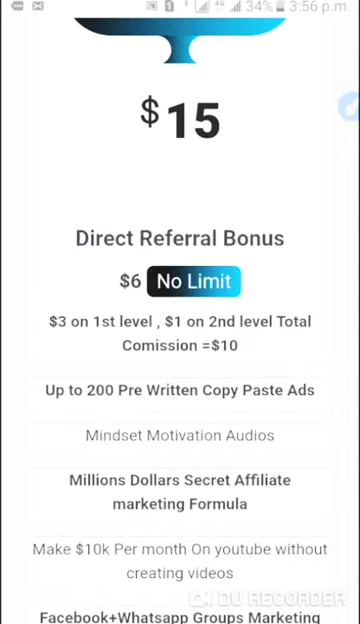 4G 34% 3:56 p.m.
$15
Direct Referral Bonus
$6 No Limit
$3 on 1st level , $1 on 2nd level Total
Comission =$10
Up to 200 Pre Written Copy Paste Ads
Mindset Motivation Audios
Millions Dollars Secret Affiliate
marketing Formula
Make $10k Per month On youtube without
creating videos
DU RECORDER
Facebook+Whatsapp Groups Marketing